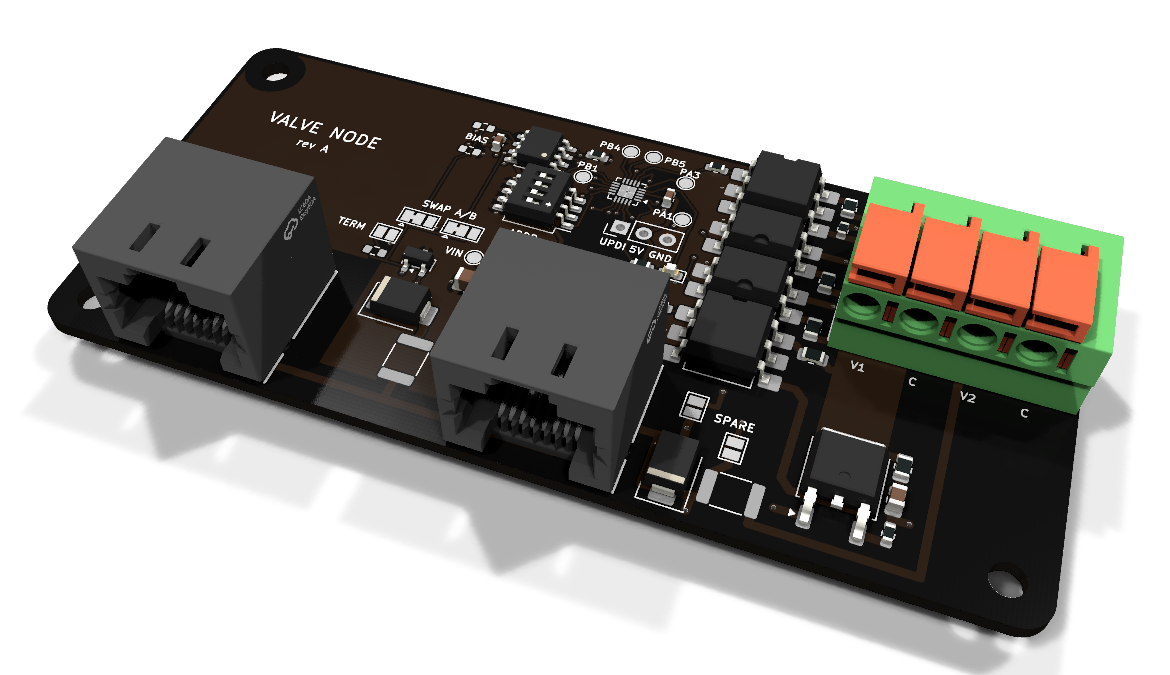 VALVE NODE
rev A
BIAS
PB4
PB5
PB1
PA3
PA1
SWAP A/B
TERM
VIN
UPDI 5V GND
V1
C
V2
C
SPARE